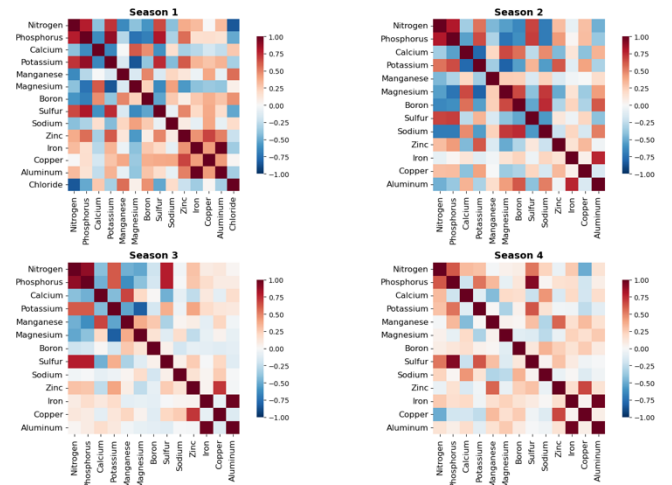 Season 1
Nitrogen
Phosphorus
Calcium
Potassium
Manganese
Magnesium
Boron
Sulfur
Sodium
Zinc
Iron
Copper
Aluminum
Chloride
1.00
0.75
0.50
0.25
0.00
−0.25
−0.50
−0.75
−1.00
Nitrogen
Phosphorus
Calcium
Potassium
Manganese
Magnesium
Boron
Sulfur
Sodium
Zinc
Iron
Copper
Aluminum
Chloride
Season 2
Nitrogen
Phosphorus
Calcium
Potassium
Manganese
Magnesium
Boron
Sulfur
Sodium
Zinc
Iron
Copper
Aluminum
1.00
0.75
0.50
0.25
0.00
−0.25
−0.50
−0.75
−1.00
Nitrogen
Phosphorus
Calcium
Potassium
Manganese
Magnesium
Boron
Sulfur
Sodium
Zinc
Iron
Copper
Aluminum
Season 3
Nitrogen
Phosphorus
Calcium
Potassium
Manganese
Magnesium
Boron
Sulfur
Sodium
Zinc
Iron
Copper
Aluminum
1.00
0.75
0.50
0.25
0.00
−0.25
−0.50
−0.75
−1.00
Nitrogen
Phosphorus
Calcium
Potassium
Manganese
Magnesium
Boron
Sulfur
Sodium
Zinc
Iron
Copper
Aluminum
Season 4
Nitrogen
Phosphorus
Calcium
Potassium
Manganese
Magnesium
Boron
Sulfur
Sodium
Zinc
Iron
Copper
Aluminum
1.00
0.75
0.50
0.25
0.00
−0.25
−0.50
−0.75
−1.00
Nitrogen
Phosphorus
Calcium
Potassium
Manganese
Magnesium
Boron
Sulfur
Sodium
Zinc
Iron
Copper
Aluminum